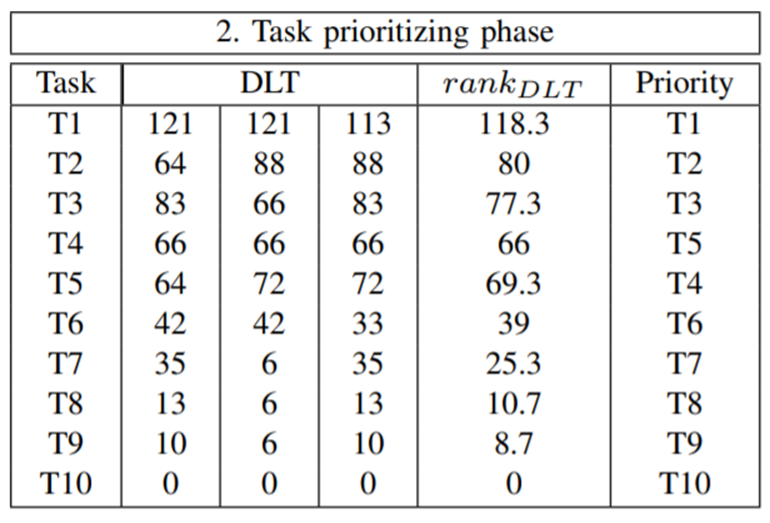 2. Task prioritizing phase
Task DLT rank_DLT Priority
T1 121 121 113 118.3 T1
T2 64 88 88 80 T2
T3 83 66 83 77.3 T3
T4 66 66 66 66 T5
T5 64 72 72 69.3 T4
T6 42 42 33 39 T6
T7 35 6 35 25.3 T7
T8 13 6 13 10.7 T8
T9 10 6 10 8.7 T9
T10 0 0 0 0 T10